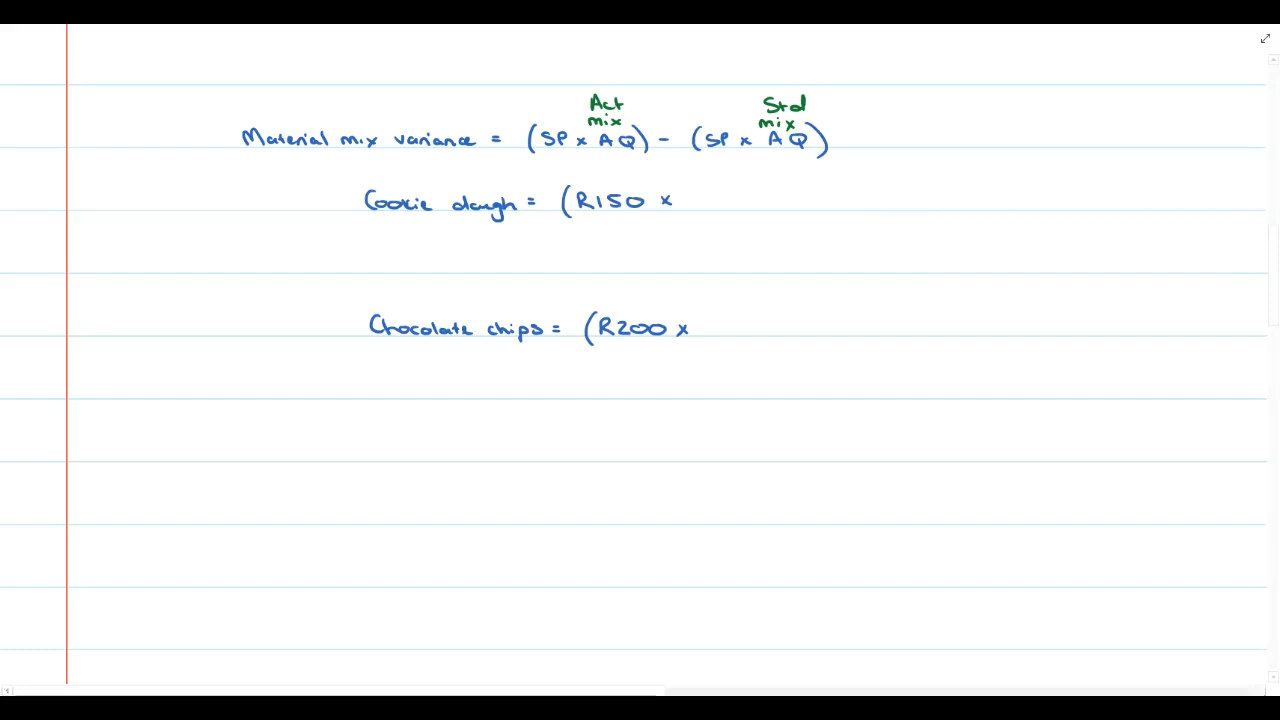 Act Std
mix mix
Material mix variance = (SP x AQ) - (SP x AQ)
Cookie dough = (R150 x
Chocolate chips = (R200 x